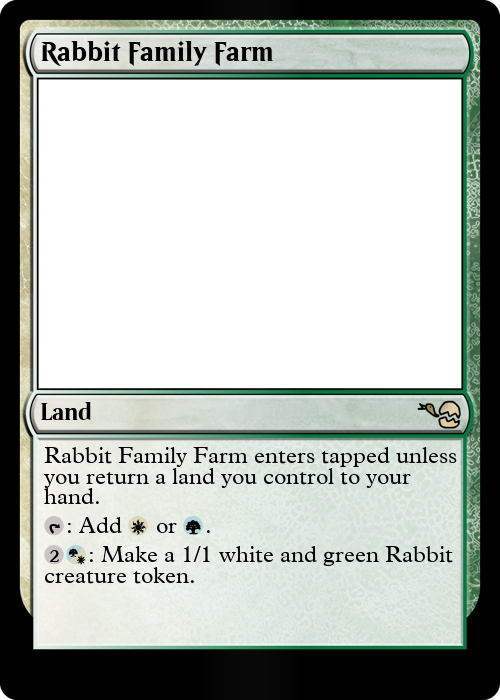 Rabbit Family Farm
Land
Rabbit Family Farm enters tapped unless
you return a land you control to your
hand.
: Add or .
2 : Make a 1/1 white and green Rabbit
creature token.